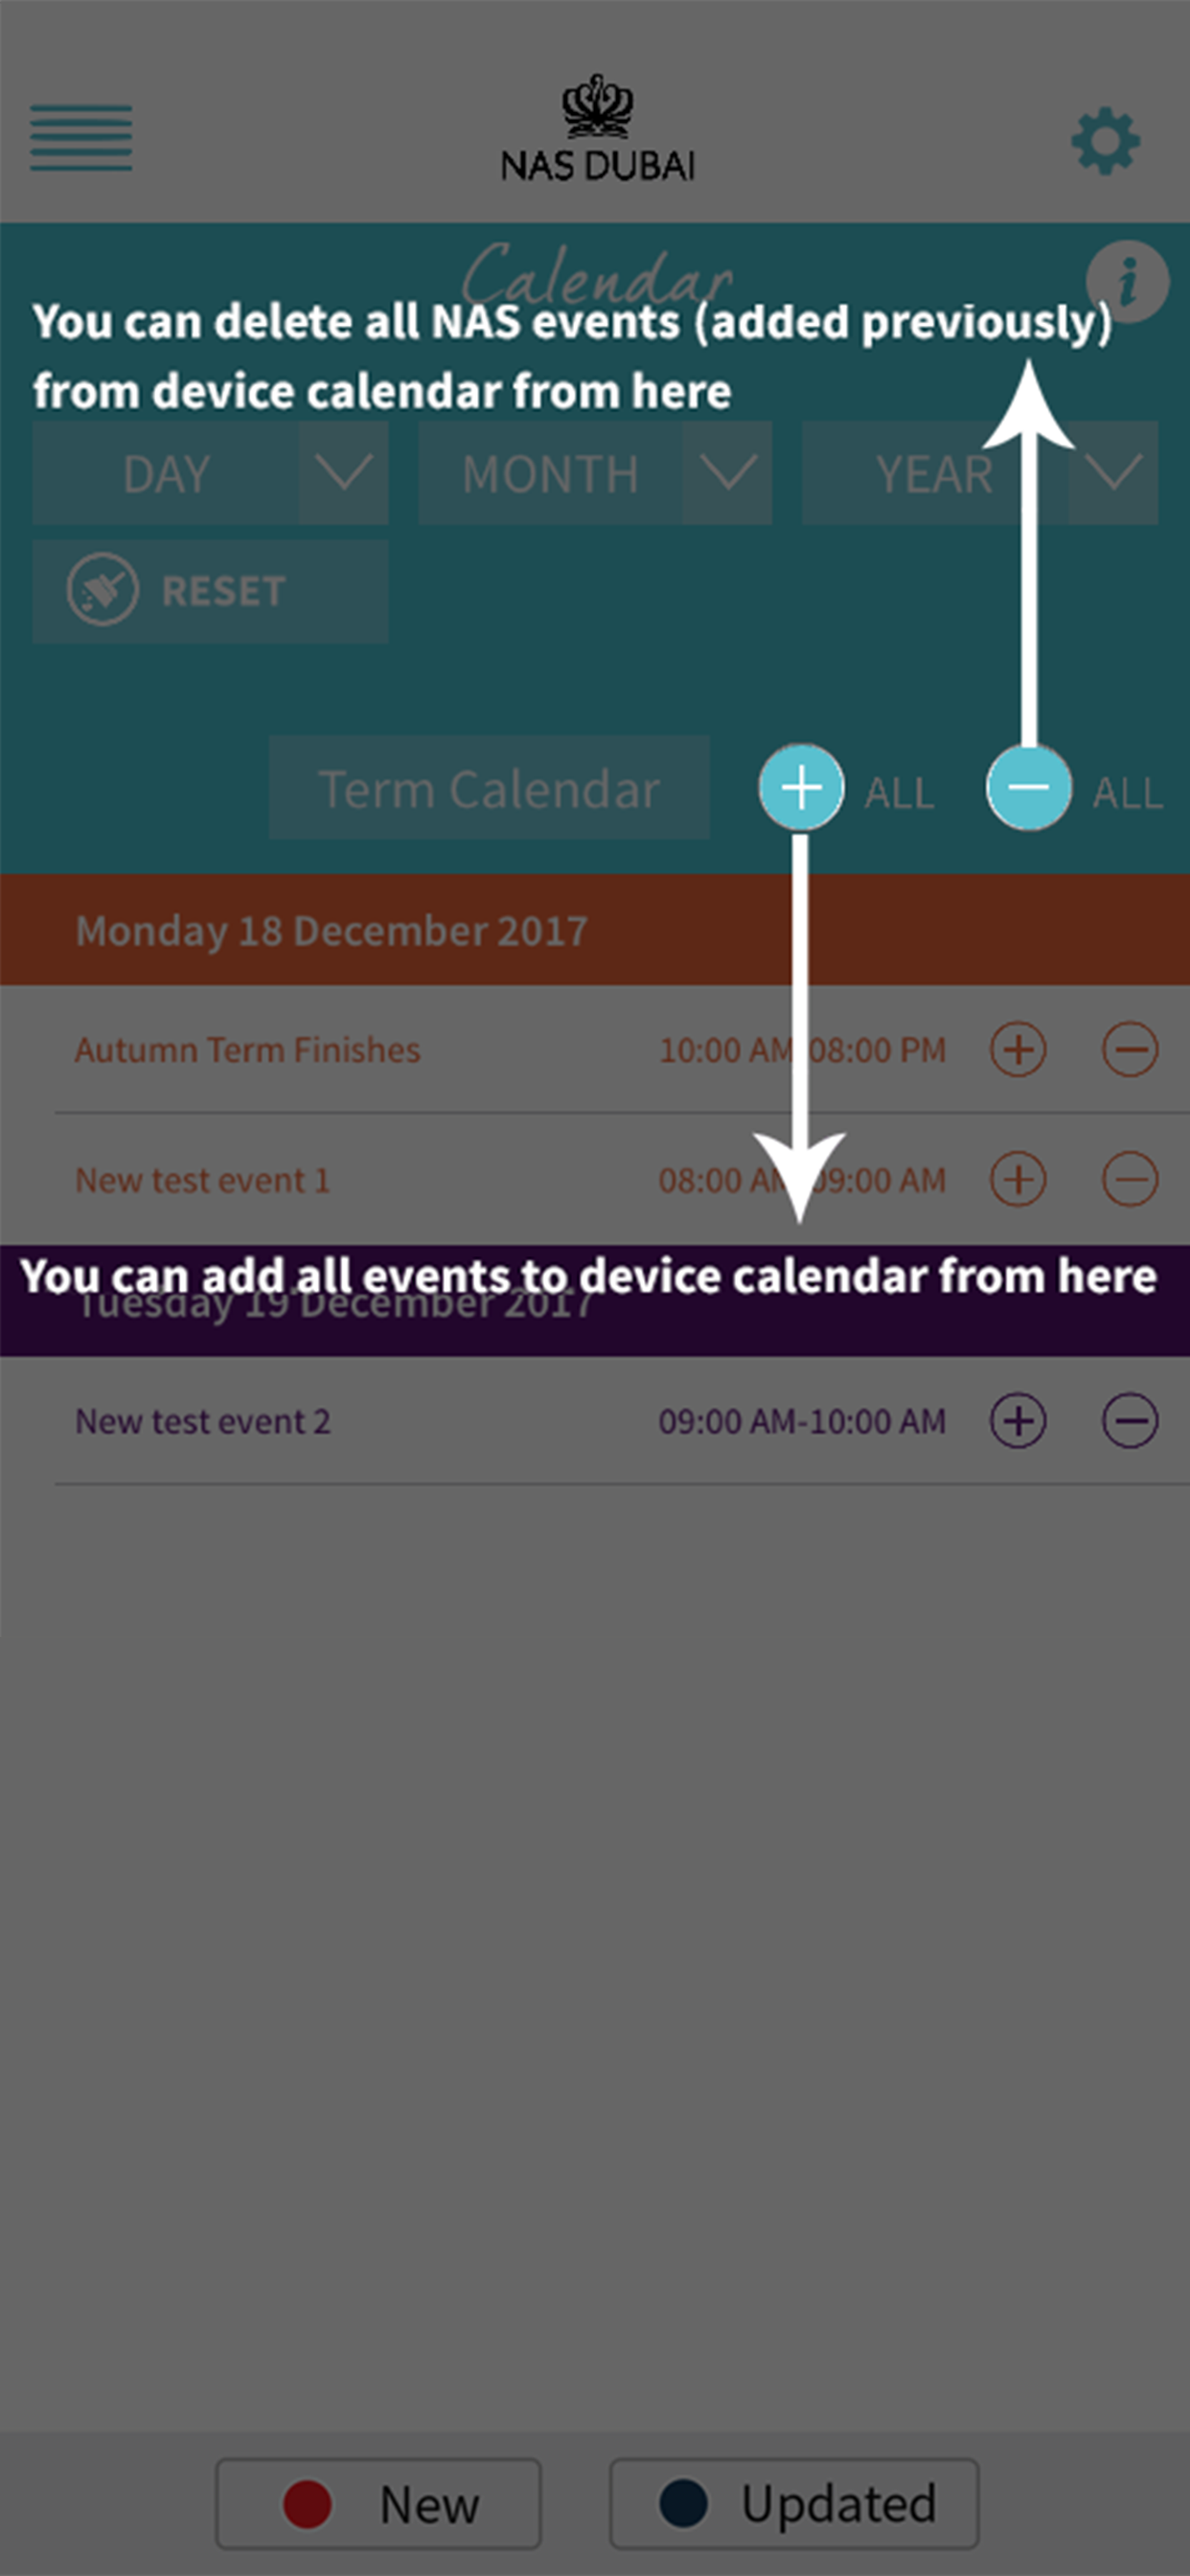 NAS DUBAI
Calendar
You can delete all NAS events (added previously)
from device calendar from here
DAY
MONTH
YEAR
RESET
Term Calendar
ALL
ALL
Monday 18 December 2017
Autumn Term Finishes 10:00 AM 08:00 PM
New test event 1 08:00 AM 09:00 AM
You can add all events to device calendar from here
Tuesday 19 December 2017
New test event 2 09:00 AM-10:00 AM
New
Updated